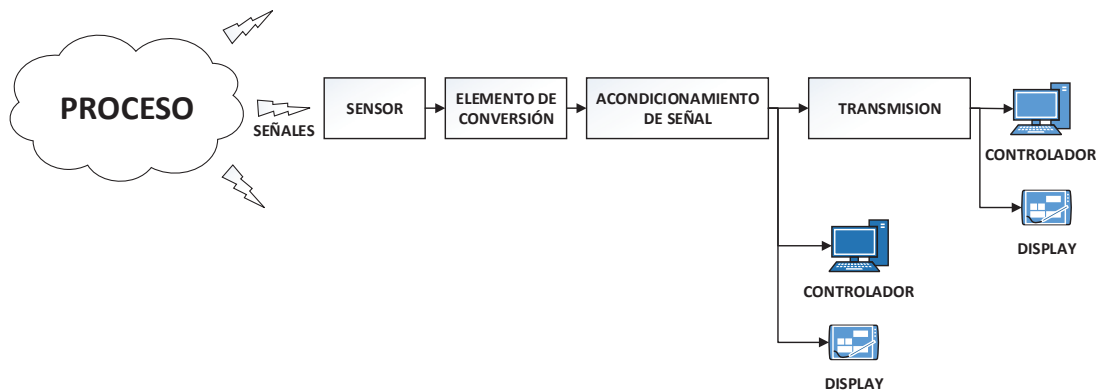 PROCESO
SEÑALES
SENSOR
ELEMENTO DE
CONVERSIÓN
ACONDICIONAMIENTO
DE SEÑAL
TRANSMISION
CONTROLADOR
DISPLAY
CONTROLADOR
DISPLAY